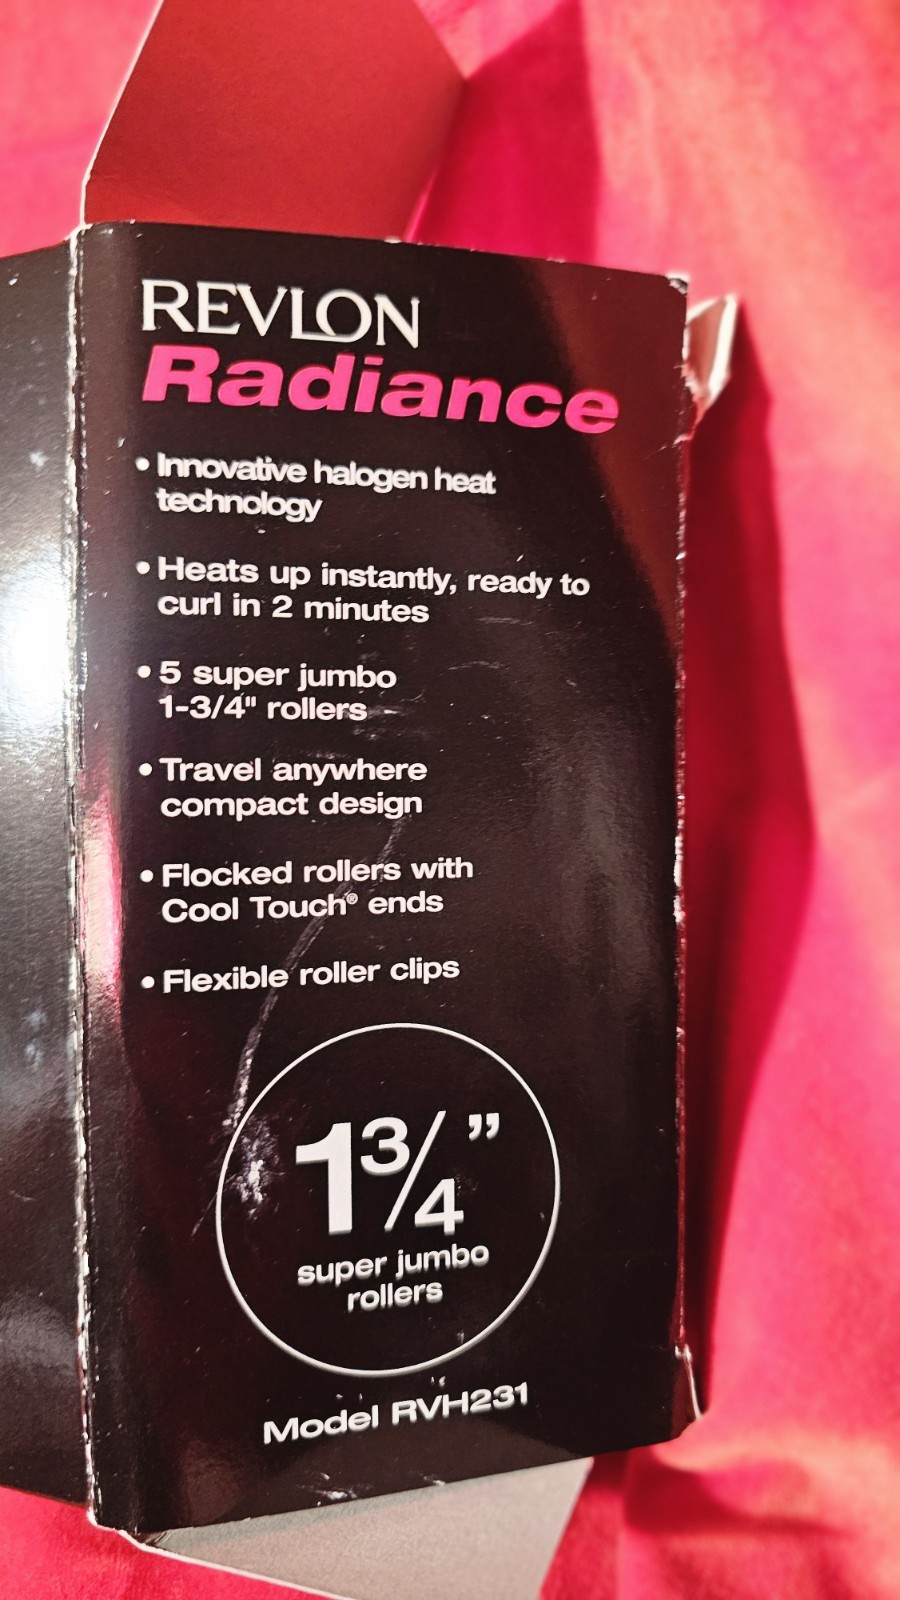 REVLON
Radiance
• Innovative halogen heat
technology
• Heats up instantly, ready to
curl in 2 minutes
• 5 super jumbo
1-3/4" rollers
• Travel anywhere
compact design
• Flocked rollers with
Cool Touch® ends
• Flexible roller clips
1 3/4”
super jumbo
rollers
Model RVH231